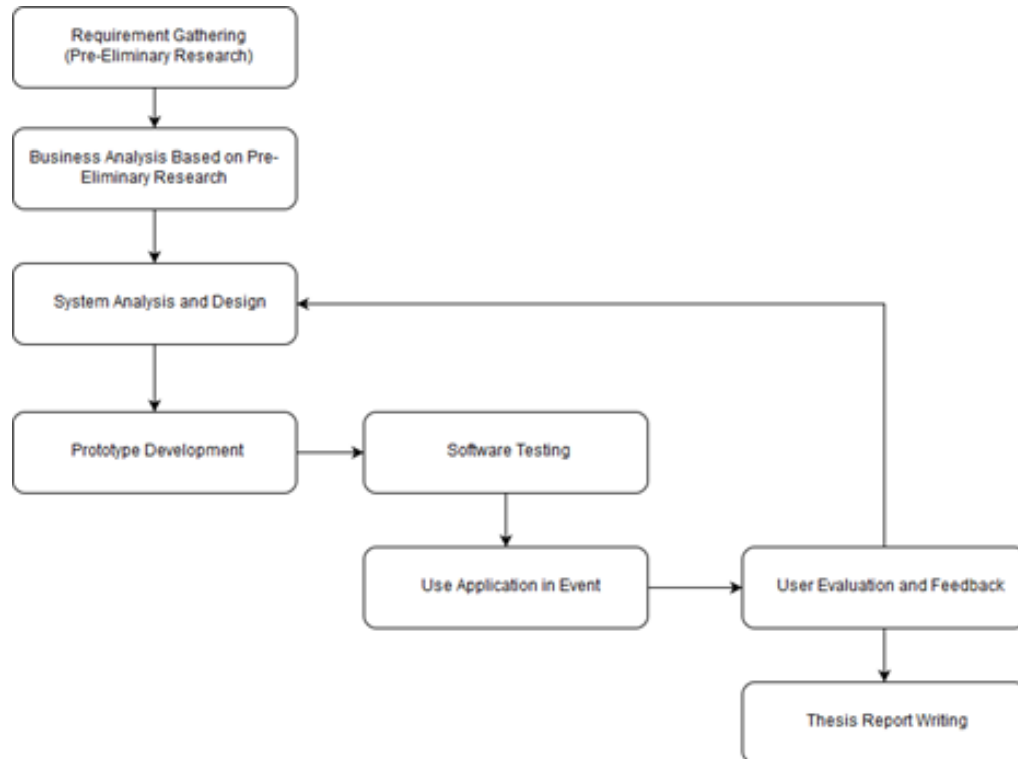 Requirement Gathering
(Pre-Eliminary Research)
Business Analysis Based on Pre-
Eliminary Research
System Analysis and Design
Prototype Development
Software Testing
Use Application in Event
User Evaluation and Feedback
Thesis Report Writing